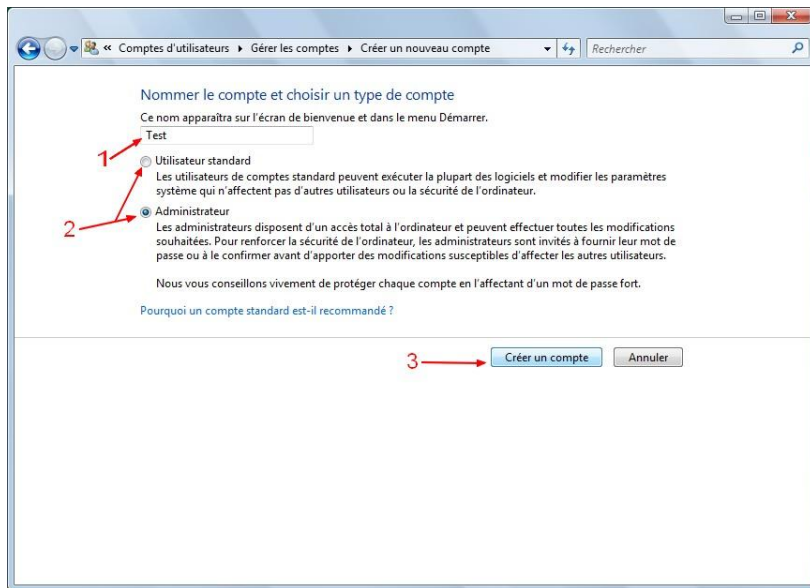 « Comptes d'utilisateurs Gérer les comptes Créer un nouveau compte Rechercher
Nommer le compte et choisir un type de compte
Ce nom apparaîtra sur l'écran de bienvenue et dans le menu Démarrer.
Test
1
Utilisateur standard
Les utilisateurs de comptes standard peuvent exécuter la plupart des logiciels et modifier les paramètres
système qui n'affectent pas d'autres utilisateurs ou la sécurité de l'ordinateur.
2
Administrateur
Les administrateurs disposent d'un accès total à l'ordinateur et peuvent effectuer toutes les modifications
souhaitées. Pour renforcer la sécurité de l'ordinateur, les administrateurs sont invités à fournir leur mot de
passe ou à le confirmer avant d'apporter des modifications susceptibles d'affecter les autres utilisateurs.
Nous vous conseillons vivement de protéger chaque compte en l'affectant d'un mot de passe fort.
Pourquoi un compte standard est-il recommandé ?
3 Créer un compte Annuler